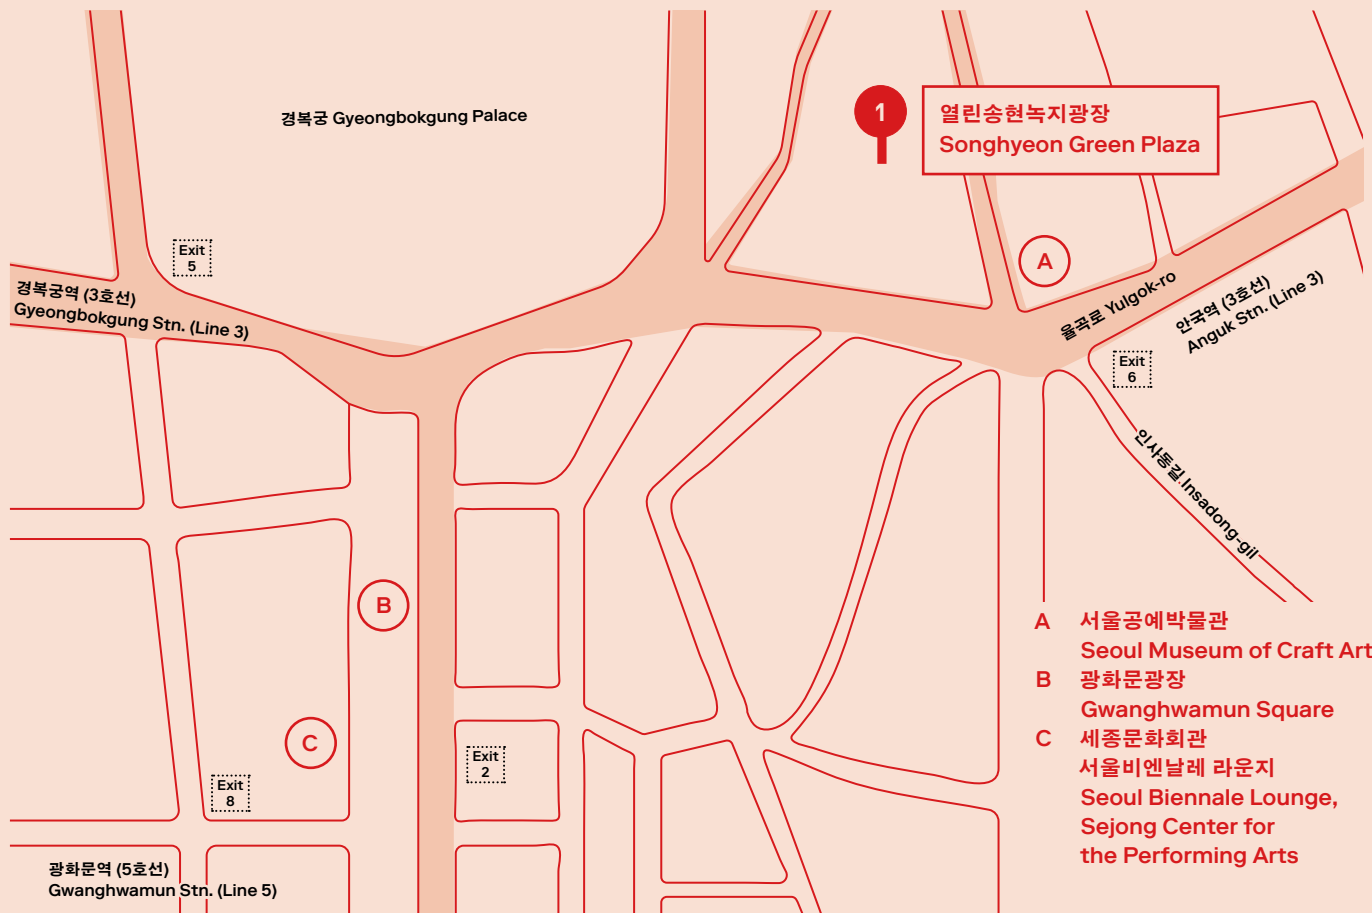 경복궁 Gyeongbokgung Palace
1
열린송현녹지광장
Songhyeon Green Plaza
Exit
5
A
경복궁역 (3호선)
Gyeongbokgung Stn. (Line 3)
율곡로 Yulgok-ro
안국역 (3호선)
Anguk Stn. (Line 3)
Exit
6
인사동길 Insadong-gil
B
C
Exit
2
Exit
8
광화문역 (5호선)
Gwanghwamun Stn. (Line 5)
A 서울공예박물관
Seoul Museum of Craft Art
B 광화문광장
Gwanghwamun Square
C 세종문화회관
서울비엔날레 라운지
Seoul Biennale Lounge,
Sejong Center for
the Performing Arts